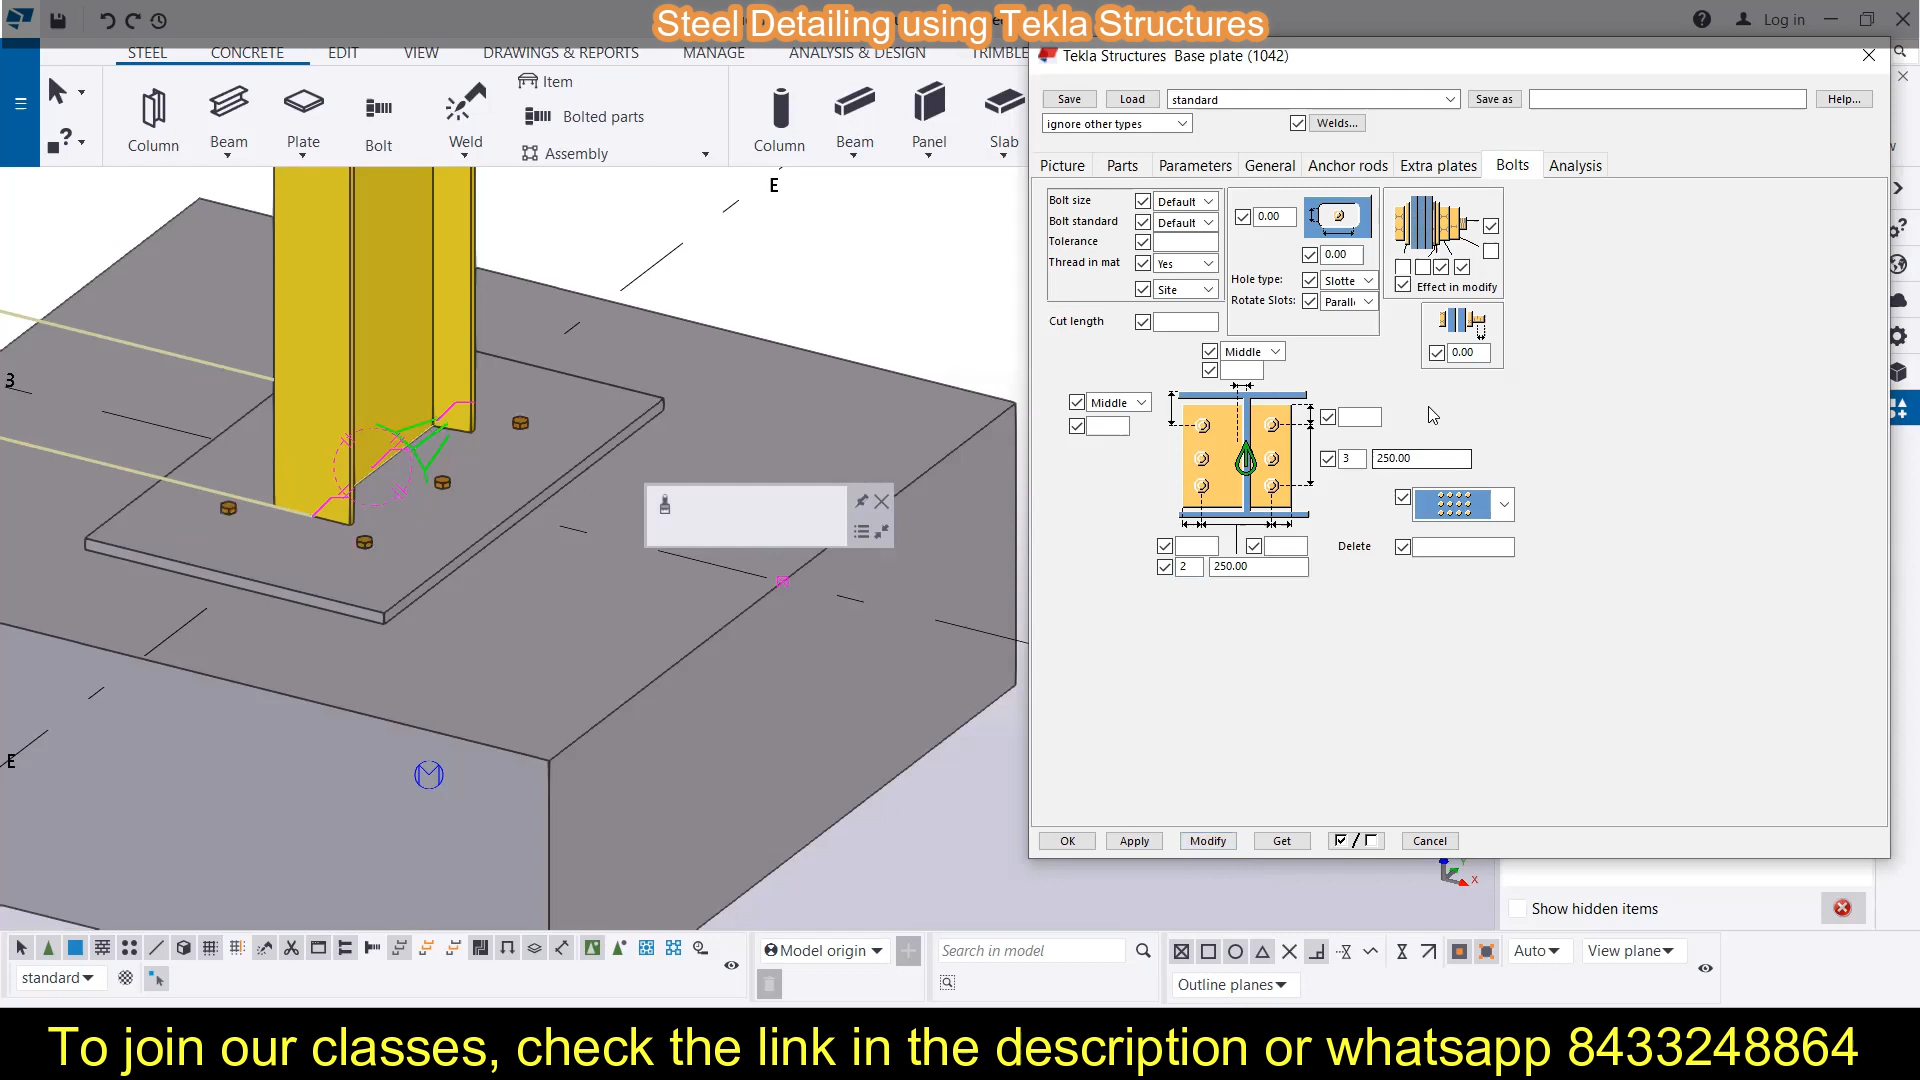 Steel Detailing using Tekla Structures
Log in
STEEL CONCRETE EDIT VIEW DRAWINGS & REPORTS MANAGE ANALYSIS & DESIGN TRIMBLE
Column Beam Plate Bolt Weld
Item
Bolted parts
Assembly
Column Beam Panel Slab
Tekla Structures Base plate (1042)
Save Load standard Save as Help...
ignore other types Welds...
Picture Parts Parameters General Anchor rods Extra plates Bolts Analysis
Bolt size Default
Bolt standard Default
Tolerance
Thread in mat Yes
Site
Cut length
0.00
0.00
Hole type: Slotte
Rotate Slots: Paralle
Effect in modify
0.00
Middle
Middle
3 250.00
Delete
2 250.00
E
3
E
OK Apply Modify Get / Cancel
Show hidden items
Model origin Search in model Auto View plane
standard
Outline planes
To join our classes, check the link in the description or whatsapp 8433248864